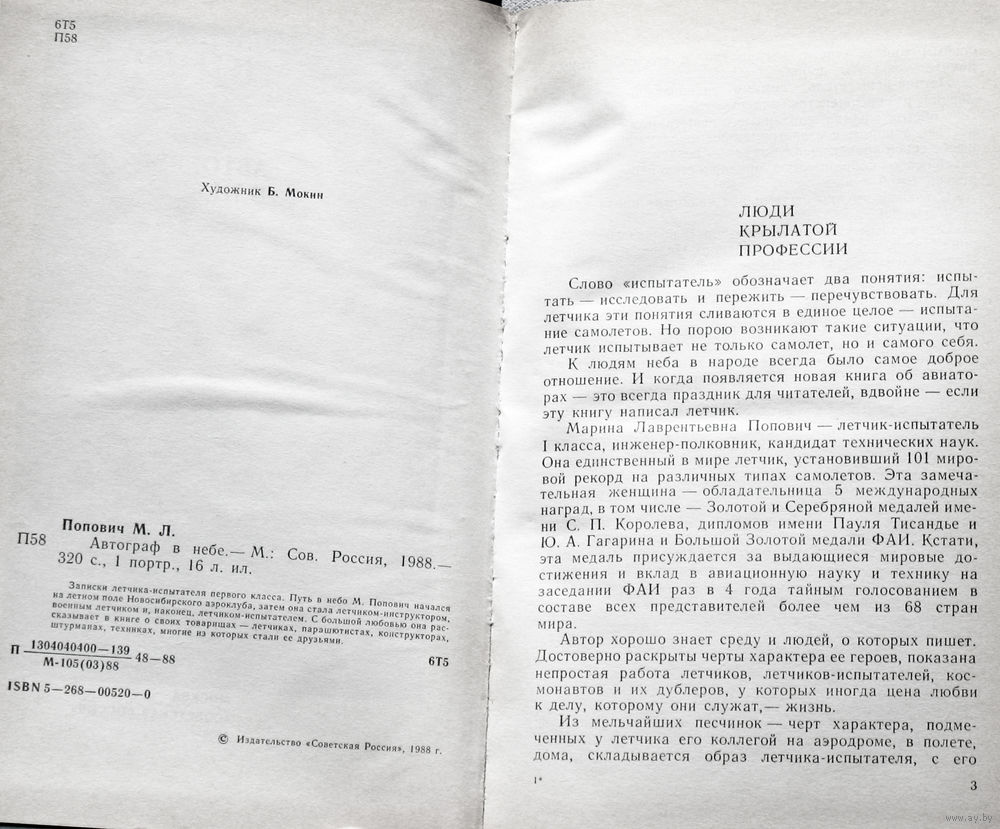 6Т5
П58
Художник Б. Мокин
Попович М. Л.
П58
Автограф в небе.— М.: Сов. Россия, 1988.—
320 с., 1 портр., 16 л. ил.
Записки летчика-испытателя первого класса. Путь в небо М. Попович начался
на летном поле Новосибирского аэроклуба, затем она стала летчиком-инструктором,
военным летчиком и, наконец, летчиком-испытателем. С большой любовью она рас-
сказывает в книге о своих товарищах — летчиках, парашютистах, конструкторах,
штурманах, техниках, многие из которых стали ее друзьями.
П 1304040400—139
М-105(03)88
48—88
6Т5
ISBN 5—268—00520—0
© Издательство «Советская Россия», 1988 г.
ЛЮДИ
КРЫЛАТОЙ
ПРОФЕССИИ
Слово «испытатель» обозначает два понятия: испы-
тать — исследовать и пережить — перечувствовать. Для
летчика эти понятия сливаются в единое целое — испыта-
ние самолетов. Но порою возникают такие ситуации, что
летчик испытывает не только самолет, но и самого себя.
К людям неба в народе всегда было самое доброе
отношение. И когда появляется новая книга об авиато-
рах — это всегда праздник для читателей, вдвойне — если
эту книгу написал летчик.
Марина Лаврентьевна Попович — летчик-испытатель
I класса, инженер-полковник, кандидат технических наук.
Она единственный в мире летчик, установивший 101 миро-
вой рекорд на различных типах самолетов. Эта замеча-
тельная женщина — обладательница 5 международных
наград, в том числе — Золотой и Серебряной медалей име-
ни С. П. Королева, дипломов имени Пауля Тисандье и
Ю. А. Гагарина и Большой Золотой медали ФАИ. Кстати,
эта медаль присуждается за выдающиеся мировые до-
стижения и вклад в авиационную науку и технику на
заседании ФАИ раз в 4 года тайным голосованием в
составе всех представителей более чем из 68 стран
мира.
Автор хорошо знает среду и людей, о которых пишет.
Достоверно раскрыты черты характера ее героев, показана
непростая работа летчиков, летчиков-испытателей, кос-
монавтов и их дублеров, у которых иногда цена любви
к делу, которому они служат,— жизнь.
Из мельчайших песчинок — черт характера, подме-
ченных у летчика его коллегой на аэродроме, в полете,
дома, складывается образ летчика-испытателя, с его
1*
3
www.ay.by